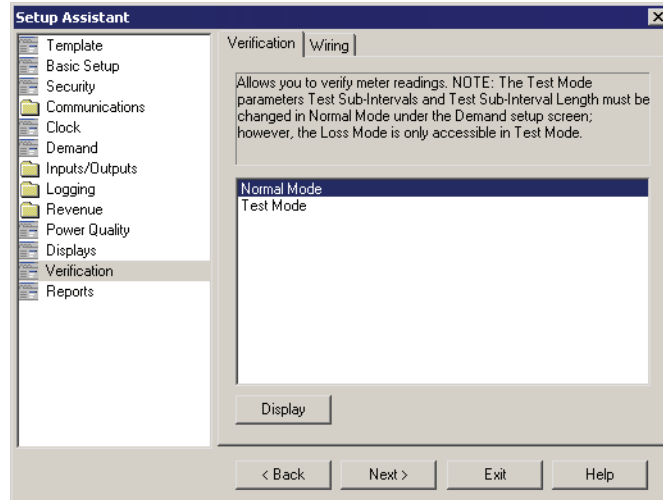 Setup Assistant
Template
Basic Setup
Security
Communications
Clock
Demand
Inputs/Outputs
Logging
Revenue
Power Quality
Displays
Verification
Reports
Verification
Wiring
Allows you to verify meter readings. NOTE: The Test Mode
parameters Test Sub-Intervals and Test Sub-Interval Length must be
changed in Normal Mode under the Demand setup screen;
however, the Loss Mode is only accessible in Test Mode.
Normal Mode
Test Mode
Display
< Back
Next >
Exit
Help